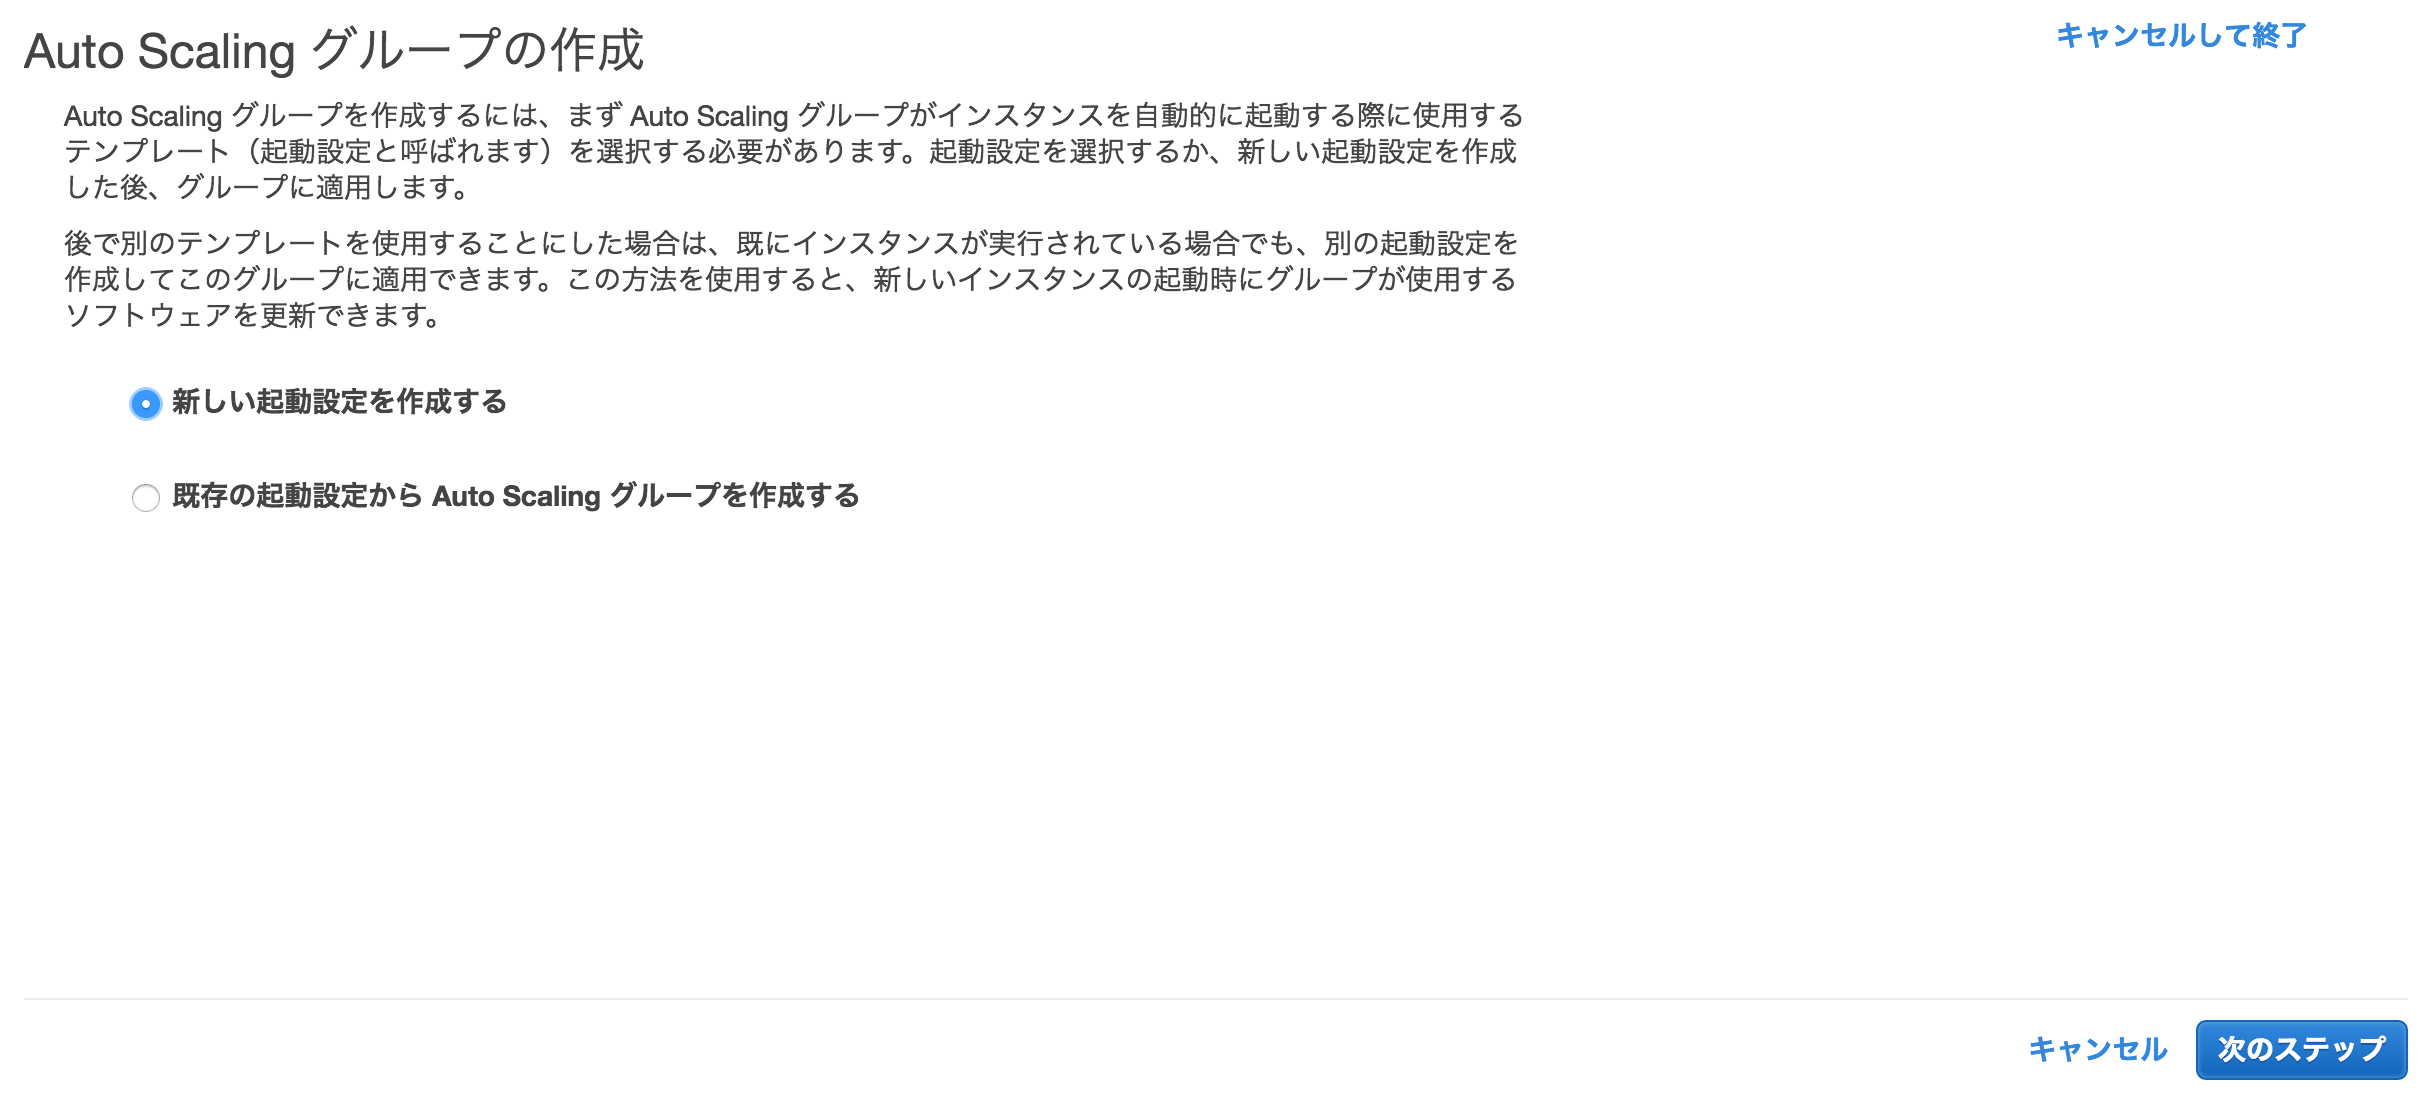 Auto Scaling グループの作成
キャンセルして終了
Auto Scaling グループを作成するには、まず Auto Scaling グループがインスタンスを自動的に起動する際に使用する
テンプレート（起動設定と呼ばれます）を選択する必要があります。起動設定を選択するか、新しい起動設定を作成
した後、グループに適用します。
後で別のテンプレートを使用することにした場合は、既にインスタンスが実行されている場合でも、別の起動設定を
作成してこのグループに適用できます。この方法を使用すると、新しいインスタンスの起動時にグループが使用する
ソフトウェアを更新できます。
新しい起動設定を作成する
既存の起動設定から Auto Scaling グループを作成する
キャンセル
次のステップ